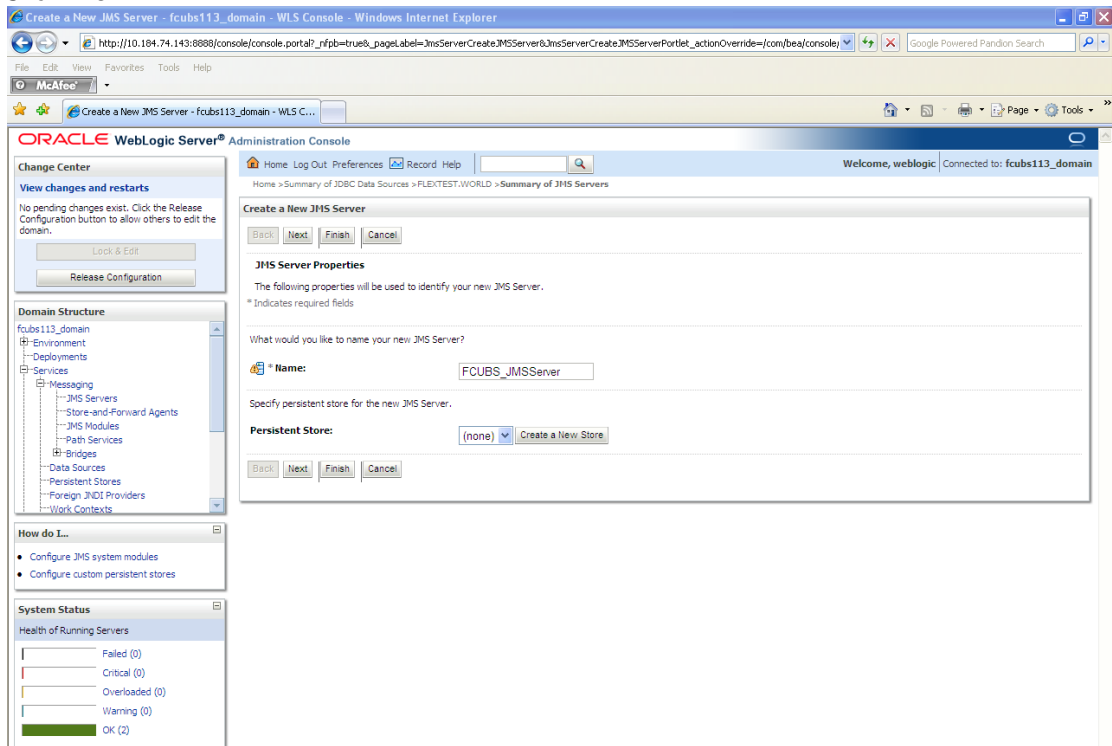 Create a New JMS Server - fcubs113_domain - WLS Console - Windows Internet Explorer
http://10.184.74.143:8888/console/console.portal?_nfpb=true&_pageLabel=JmsServerCreateJMSServer&JmsServerCreateJMSServerPortlet_actionOverride=/com/bea/console/
Google Powered Pandion Search
File Edit View Favorites Tools Help
McAfee
Create a New JMS Server - fcubs113_domain - WLS C...
Page Tools »
ORACLE WebLogic Server® Administration Console
Change Center
View changes and restarts
No pending changes exist. Click the Release
Configuration button to allow others to edit the
domain.
Lock & Edit
Release Configuration
Domain Structure
fcubs113_domain
Environment
Deployments
Services
Messaging
JMS Servers
Store-and-Forward Agents
JMS Modules
Path Services
Bridges
Data Sources
Persistent Stores
Foreign JNDI Providers
Work Contexts
How do I...
Configure JMS system modules
Configure custom persistent stores
System Status
Health of Running Servers
Failed (0)
Critical (0)
Overloaded (0)
Warning (0)
OK (2)
Home Log Out Preferences Record Help
Welcome, weblogic Connected to: fcubs113_domain
Home >Summary of JDBC Data Sources >FLEXTEST.WORLD >Summary of JMS Servers
Create a New JMS Server
Back Next Finish Cancel
JMS Server Properties
The following properties will be used to identify your new JMS Server.
* Indicates required fields
What would you like to name your new JMS Server?
* Name: FCUBS_JMSServer
Specify persistent store for the new JMS Server.
Persistent Store: (none) Create a New Store
Back Next Finish Cancel